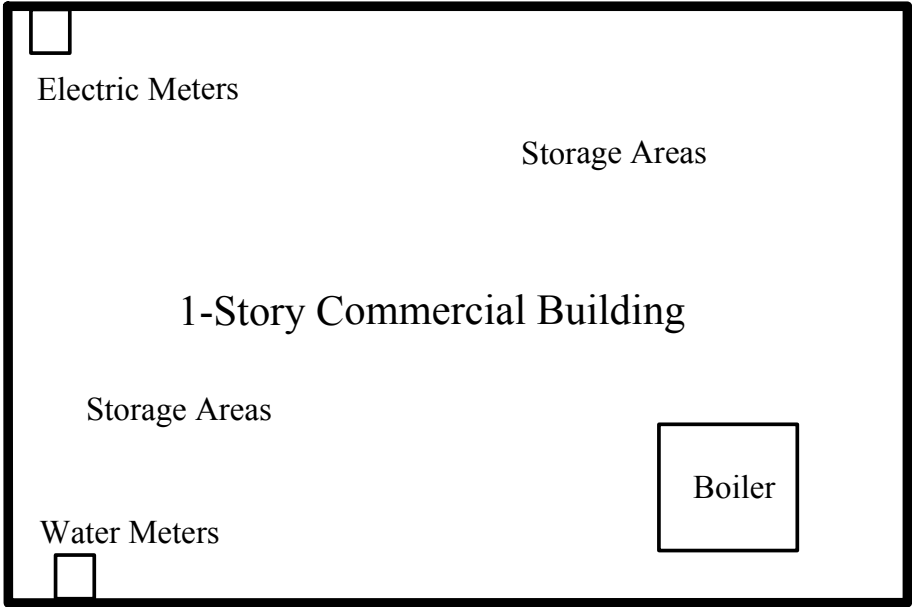 Electric Meters
Storage Areas
1-Story Commercial Building
Storage Areas
Boiler
Water Meters